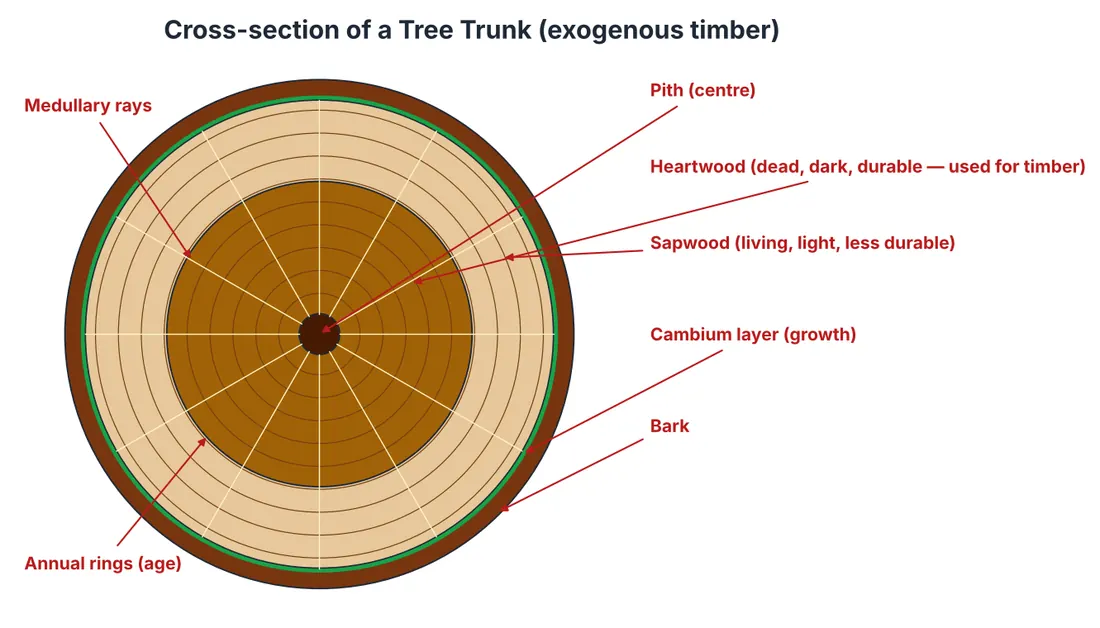 Cross-section of a Tree Trunk (exogenous timber)
Medullary rays
Pith (centre)
Heartwood (dead, dark, durable — used for timber)
Sapwood (living, light, less durable)
Cambium layer (growth)
Bark
Annual rings (age)